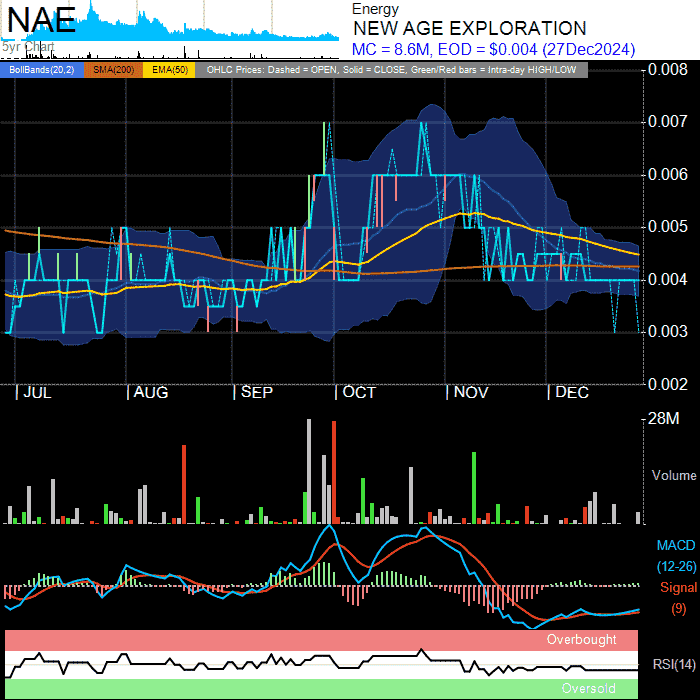 NAE
5yr Chart
Energy
NEW AGE EXPLORATION
MC = 8.6M, EOD = $0.004 (27Dec2024)
BollBands(20,2) SMA(200) EMA(50) OHLC Prices: Dashed = OPEN, Solid = CLOSE, Green/Red bars = Intra-day HIGH/LOW
0.008
0.007
0.006
0.005
0.004
0.003
0.002
JUL AUG SEP OCT NOV DEC
28M
Volume
MACD
(12-26)
Signal
(9)
Overbought
RSI(14)
Oversold